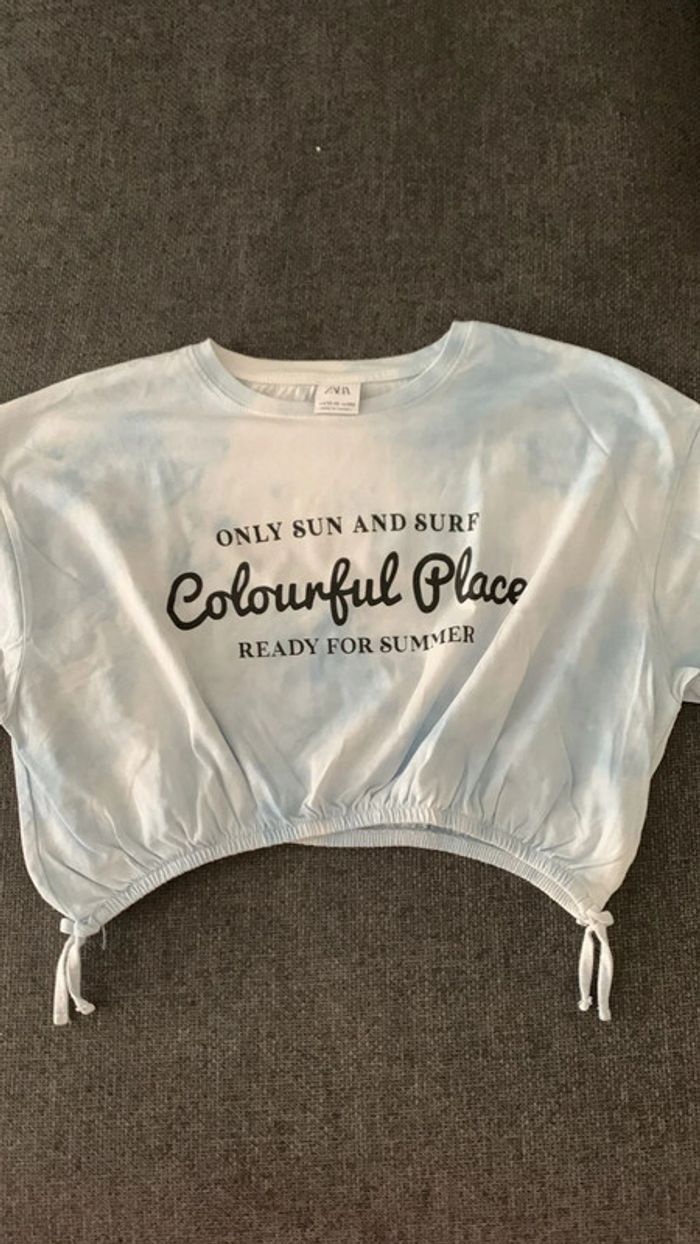 ZARA
ONLY SUN AND SURF
Colourful Place
READY FOR SUMMER